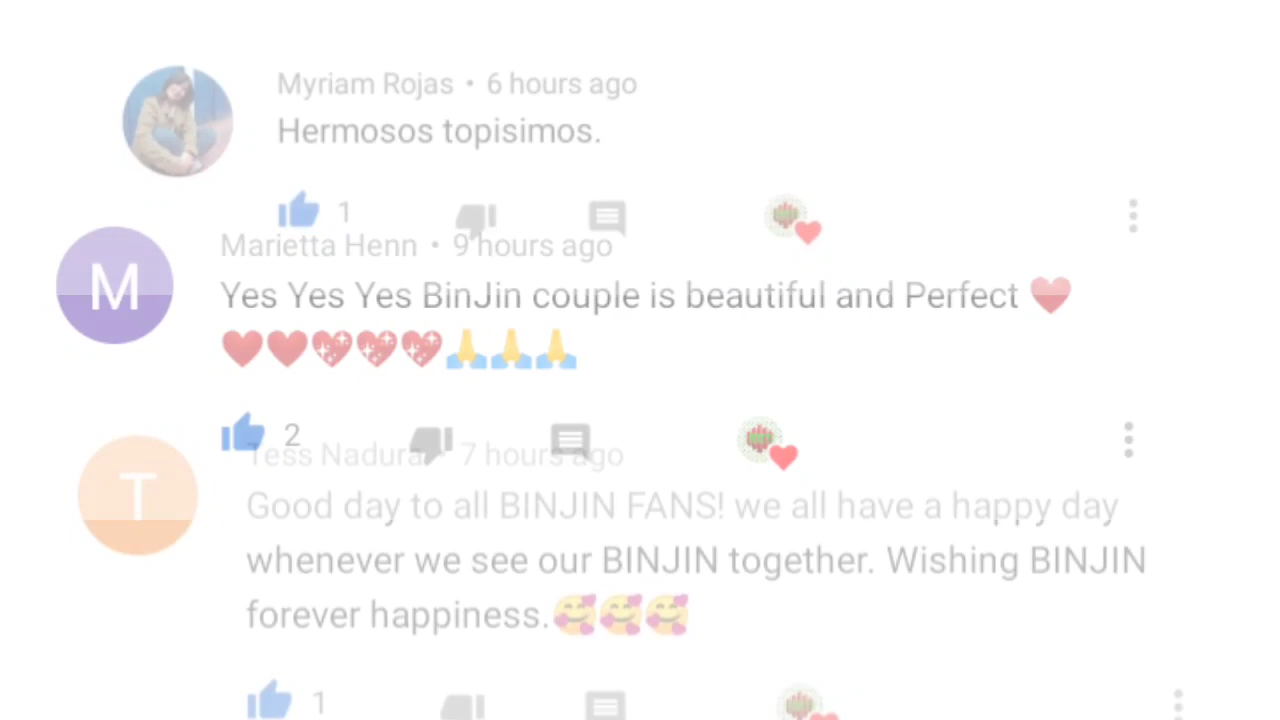 Myriam Rojas • 6 hours ago
Hermosos topisimos.
1
Marietta Henn • 9 hours ago
M
Yes Yes Yes BinJin couple is beautiful and Perfect ❤️
❤️❤️💖💖💖🙏🙏🙏
2
Tess Nadura • 7 hours ago
T
Good day to all BINJIN FANS! we all have a happy day
whenever we see our BINJIN together. Wishing BINJIN
forever happiness.🥰🥰🥰
1